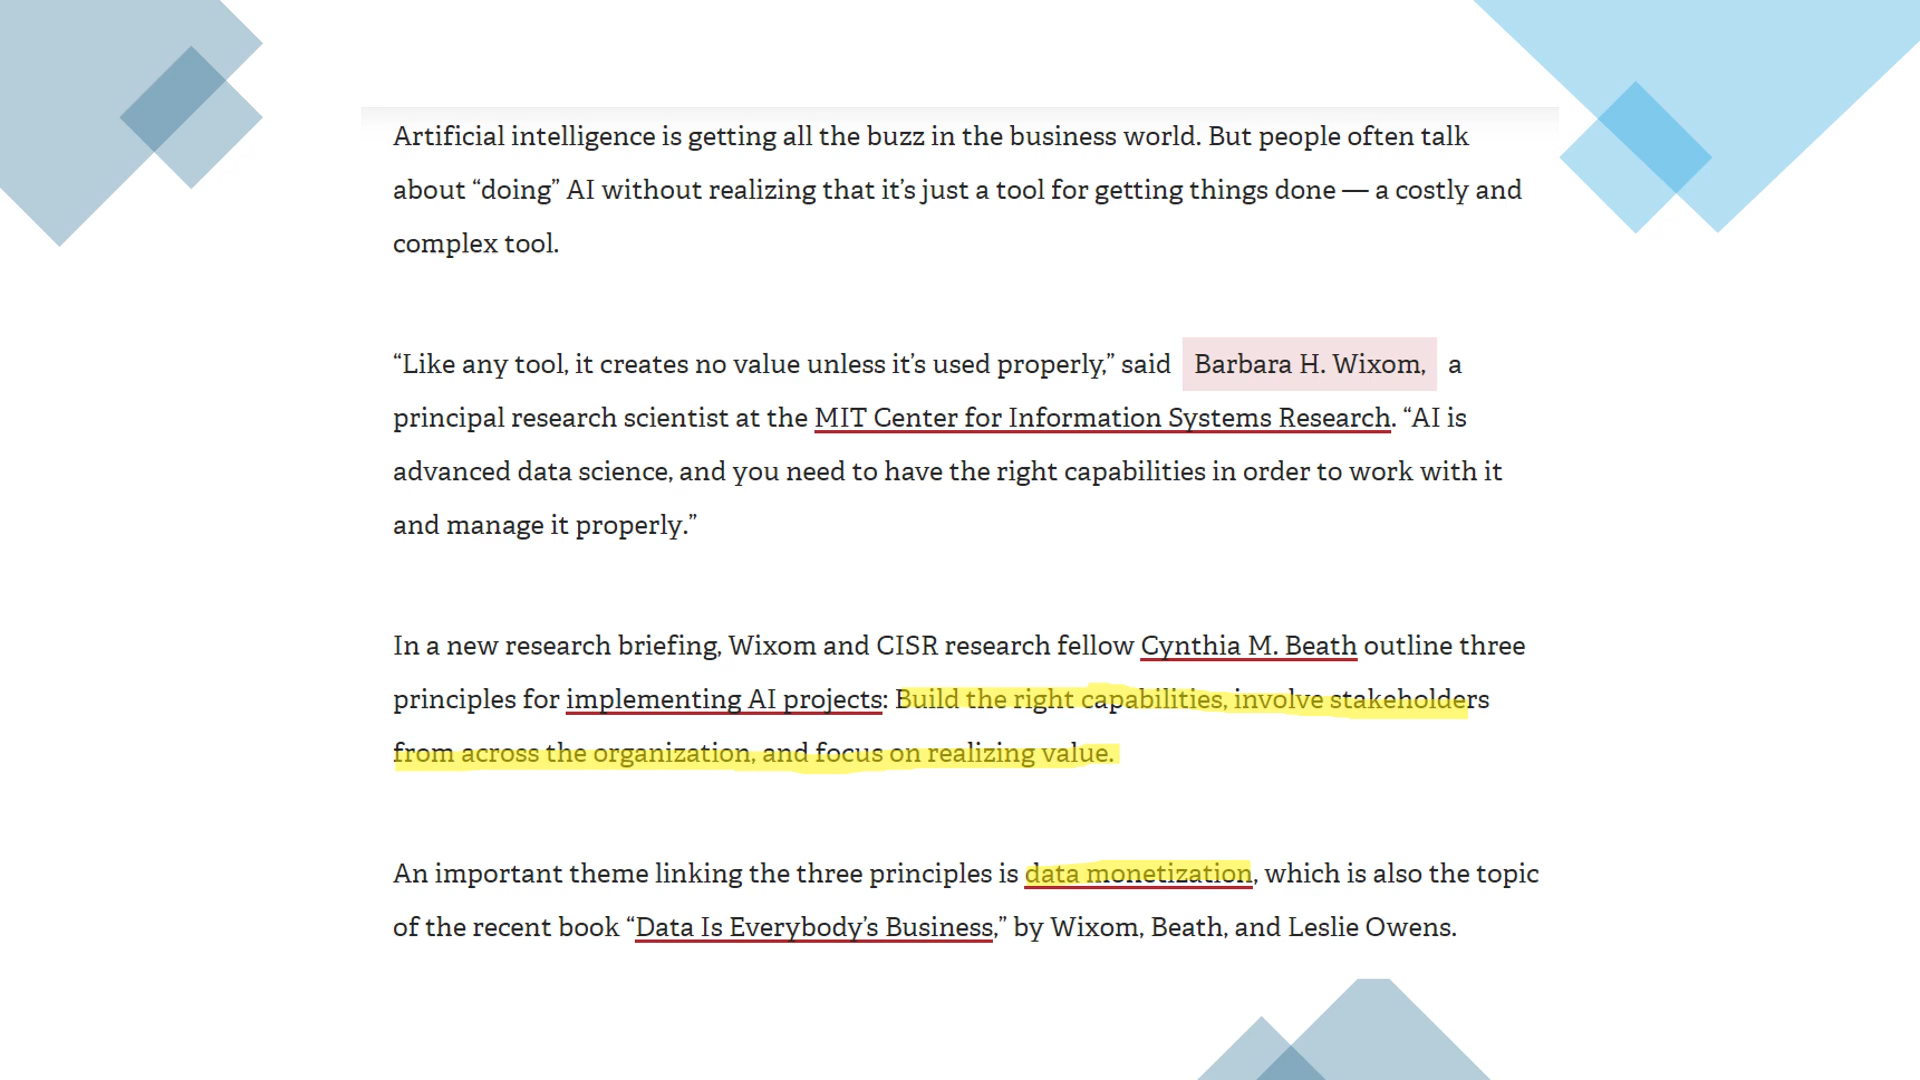 Artificial intelligence is getting all the buzz in the business world. But people often talk
about “doing” AI without realizing that it’s just a tool for getting things done — a costly and
complex tool.
“Like any tool, it creates no value unless it’s used properly,” said Barbara H. Wixom, a
principal research scientist at the MIT Center for Information Systems Research. “AI is
advanced data science, and you need to have the right capabilities in order to work with it
and manage it properly.”
In a new research briefing, Wixom and CISR research fellow Cynthia M. Beath outline three
principles for implementing AI projects: Build the right capabilities, involve stakeholders
from across the organization, and focus on realizing value.
An important theme linking the three principles is data monetization, which is also the topic
of the recent book “Data Is Everybody’s Business,” by Wixom, Beath, and Leslie Owens.